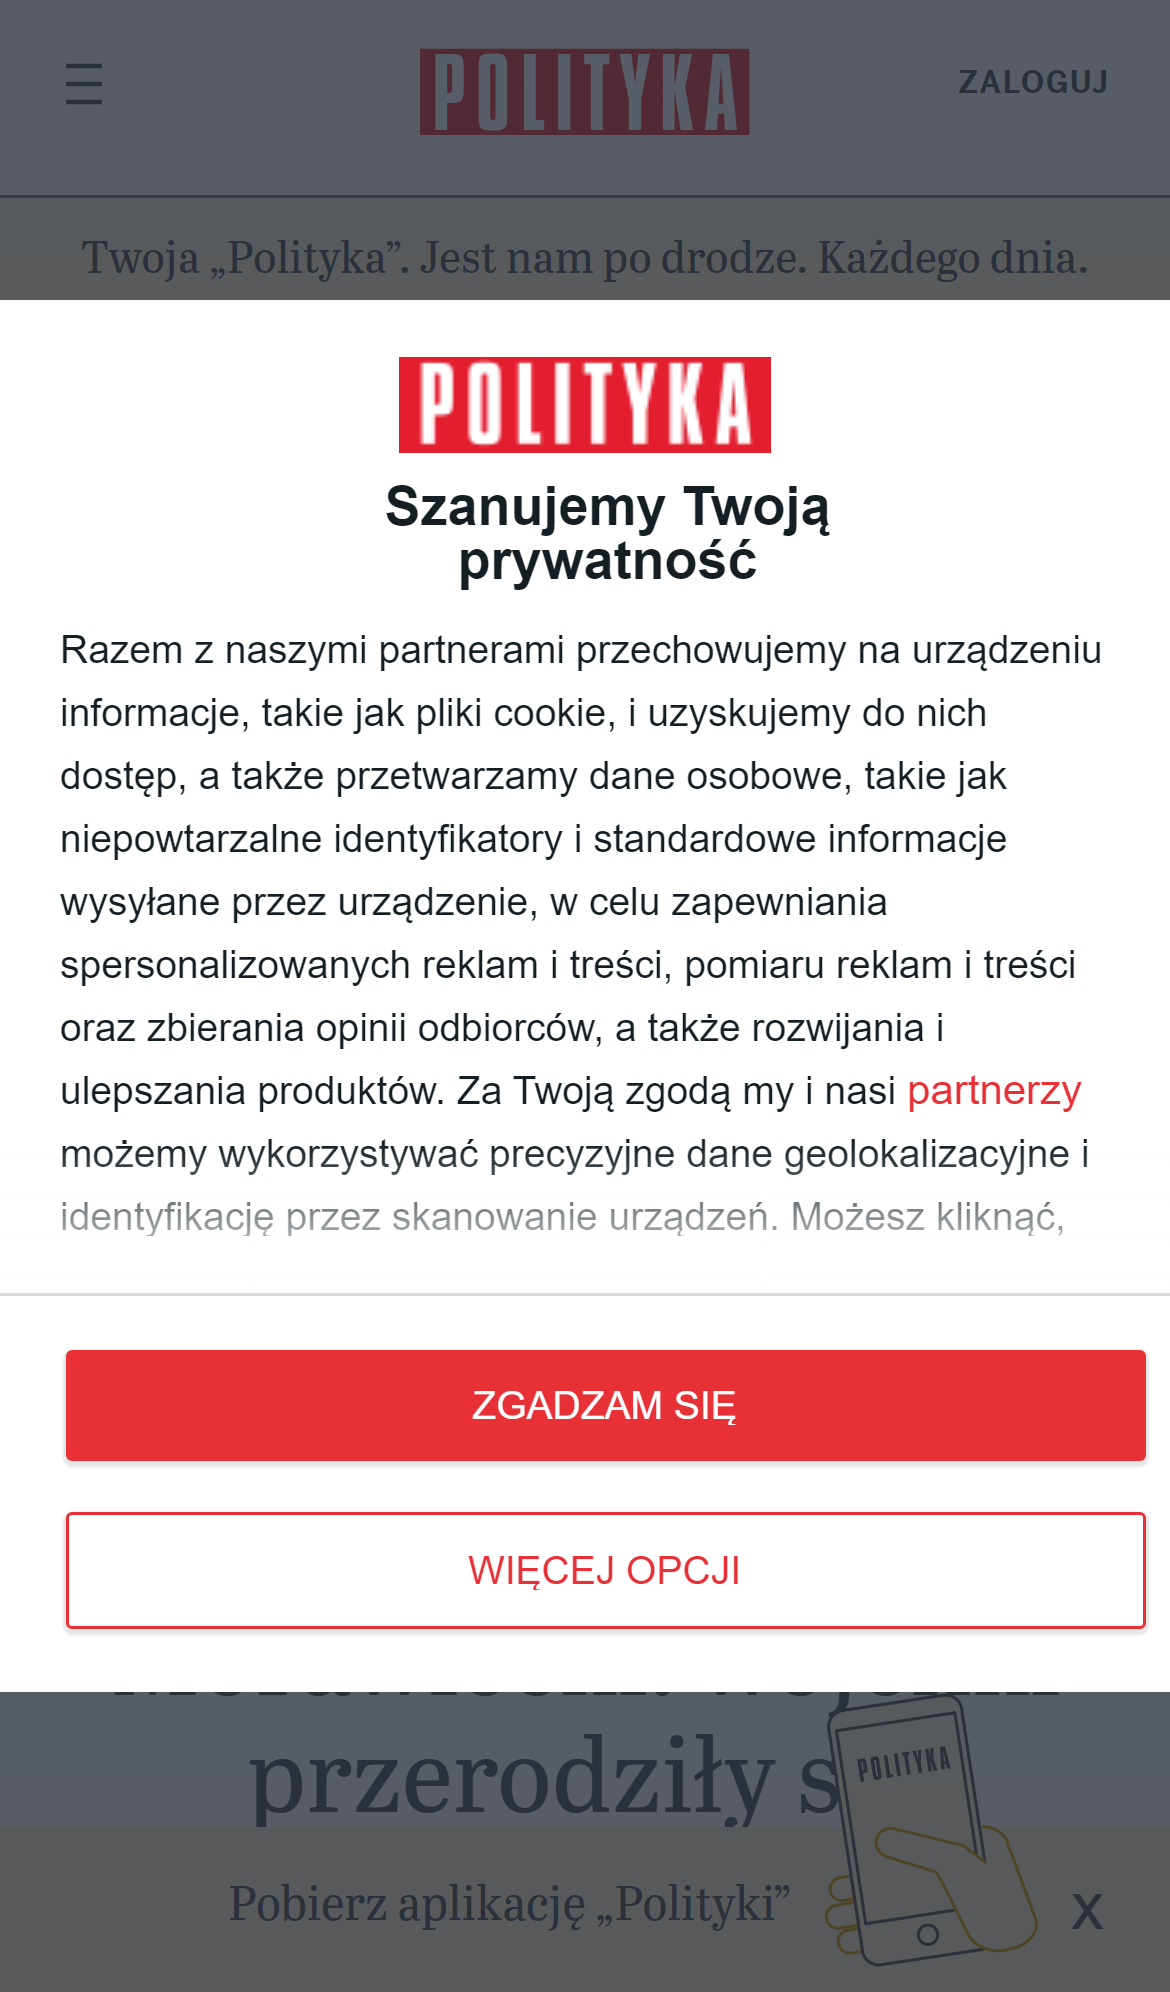 POLITYKA
ZALOGUJ
Twoja „Polityka”. Jest nam po drodze. Każdego dnia.
POLITYKA
Szanujemy Twoją
prywatność
Razem z naszymi partnerami przechowujemy na urządzeniu
informacje, takie jak pliki cookie, i uzyskujemy do nich
dostęp, a także przetwarzamy dane osobowe, takie jak
niepowtarzalne identyfikatory i standardowe informacje
wysyłane przez urządzenie, w celu zapewniania
spersonalizowanych reklam i treści, pomiaru reklam i treści
oraz zbierania opinii odbiorców, a także rozwijania i
ulepszania produktów. Za Twoją zgodą my i nasi partnerzy
możemy wykorzystywać precyzyjne dane geolokalizacyjne i
identyfikację przez skanowanie urządzeń. Możesz kliknąć,
ZGADZAM SIĘ
WIĘCEJ OPCJI
przerodziły
POLITYKA
Pobierz aplikację „Polityki”
X